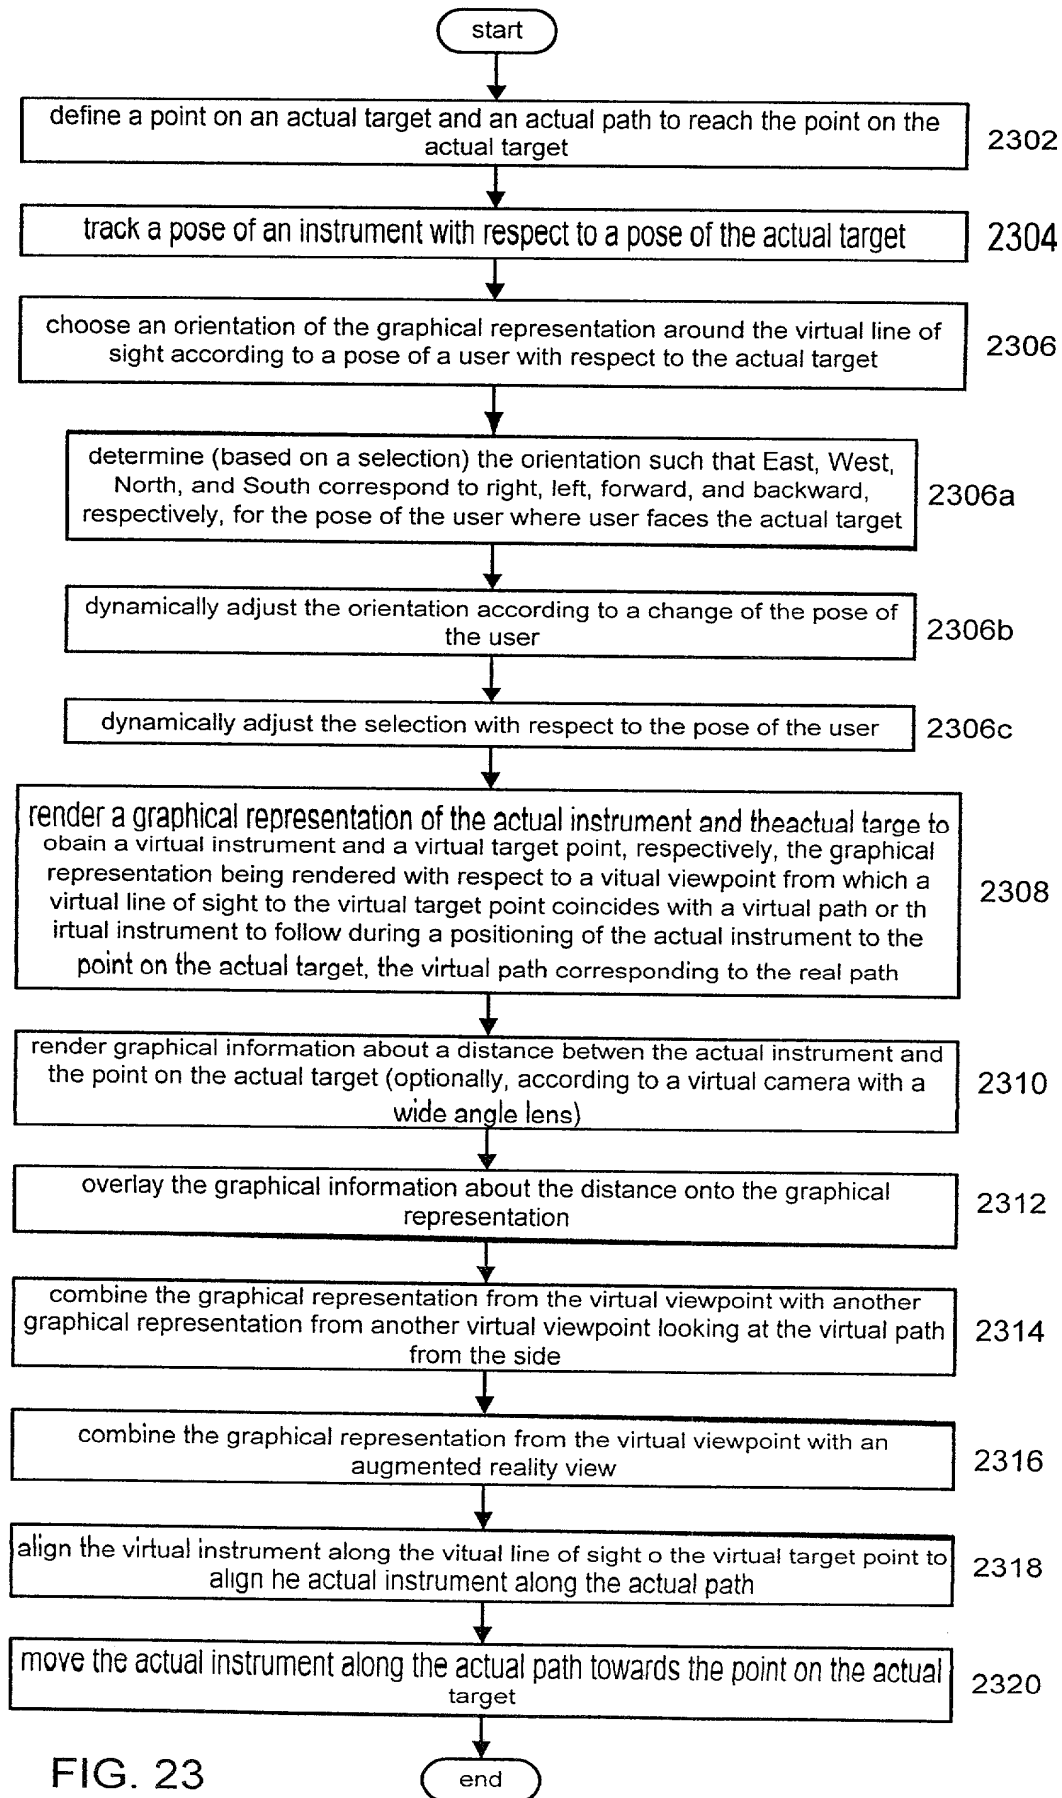 start
define a point on an actual target and an actual path to reach the point on the
actual target
2302
track a pose of an instrument with respect to a pose of the actual target
2304
choose an orientation of the graphical representation around the virtual line of
sight according to a pose of a user with respect to the actual target
2306
determine (based on a selection) the orientation such that East, West,
North, and South correspond to right, left, forward, and backward,
respectively, for the pose of the user where user faces the actual target
2306a
dynamically adjust the orientation according to a change of the pose of
the user
2306b
dynamically adjust the selection with respect to the pose of the user
2306c
render a graphical representation of the actual instrument and theactual targe to
obain a virtual instrument and a virtual target point, respectively, the graphical
representation being rendered with respect to a vitual viewpoint from which a
virtual line of sight to the virtual target point coincides with a virtual path or th
irtual instrument to follow during a positioning of the actual instrument to the
point on the actual target, the virtual path corresponding to the real path
2308
render graphical information about a distance betwen the actual instrument and
the point on the actual target (optionally, according to a virtual camera with a
wide angle lens)
2310
overlay the graphical information about the distance onto the graphical
representation
2312
combine the graphical representation from the virtual viewpoint with another
graphical representation from another virtual viewpoint looking at the virtual path
from the side
2314
combine the graphical representation from the virtual viewpoint with an
augmented reality view
2316
align the virtual instrument along the vitual line of sight o the virtual target point to
align he actual instrument along the actual path
2318
move the actual instrument along the actual path towards the point on the actual
target
2320
FIG. 23
end